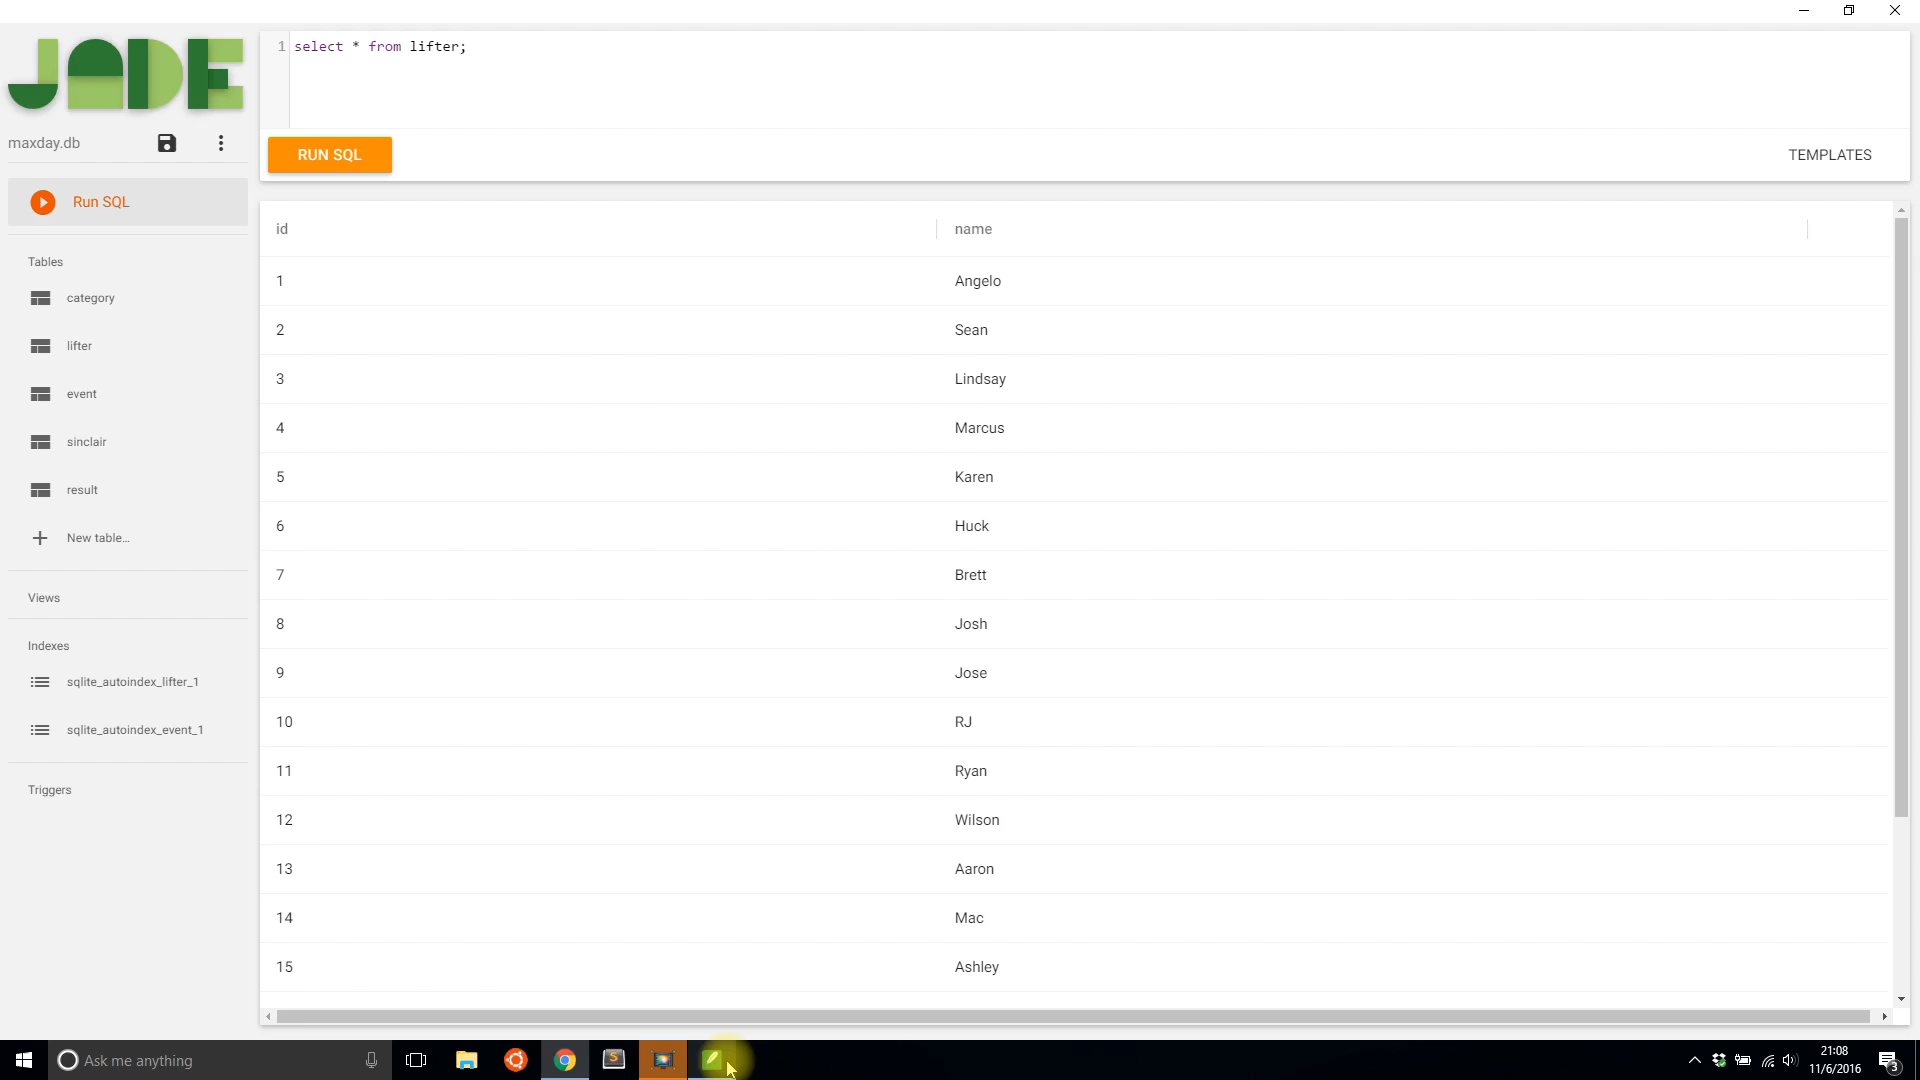 JADE
maxday.db
Run SQL
Tables
category
lifter
event
sinclair
result
New table...
Views
Indexes
sqlite_autoindex_lifter_1
sqlite_autoindex_event_1
Triggers
1 select * from lifter;
RUN SQL TEMPLATES
id name
1 Angelo
2 Sean
3 Lindsay
4 Marcus
5 Karen
6 Huck
7 Brett
8 Josh
9 Jose
10 RJ
11 Ryan
12 Wilson
13 Aaron
14 Mac
15 Ashley
Ask me anything
S
21:08
11/6/2016
3